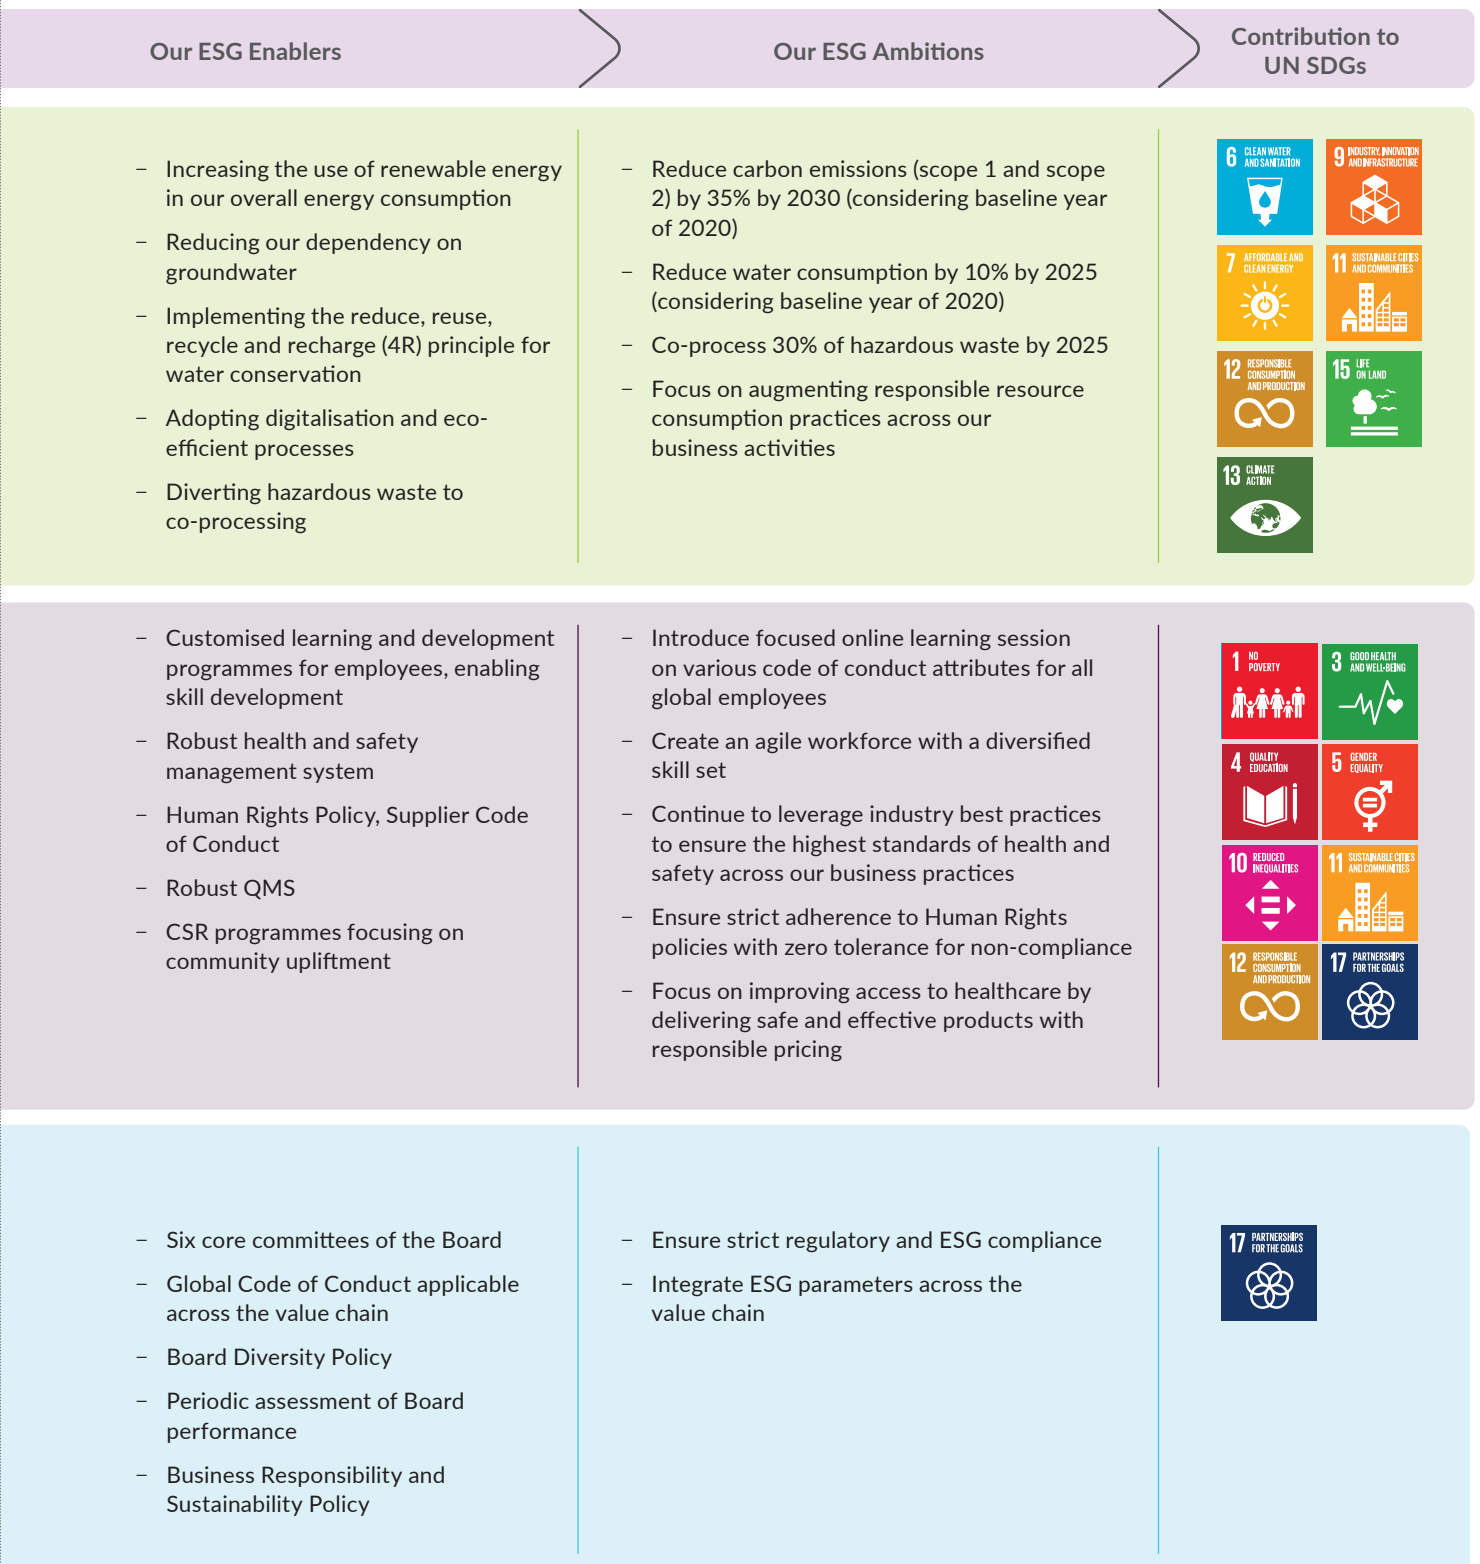 Our ESG Enablers
Our ESG Ambitions
Contribution to
UN SDGs
– Increasing the use of renewable energy
in our overall energy consumption
– Reducing our dependency on
groundwater
– Implementing the reduce, reuse,
recycle and recharge (4R) principle for
water conservation
– Adopting digitalisation and eco-
efficient processes
– Diverting hazardous waste to
co-processing
– Reduce carbon emissions (scope 1 and scope
2) by 35% by 2030 (considering baseline year
of 2020)
– Reduce water consumption by 10% by 2025
(considering baseline year of 2020)
– Co-process 30% of hazardous waste by 2025
– Focus on augmenting responsible resource
consumption practices across our
business activities
6 CLEAN WATER
AND SANITATION
9 INDUSTRY, INNOVATION
AND INFRASTRUCTURE
7 AFFORDABLE AND
CLEAN ENERGY
11 SUSTAINABLE CITIES
AND COMMUNITIES
12 RESPONSIBLE
CONSUMPTION
AND PRODUCTION
15 LIFE
ON LAND
13 CLIMATE
ACTION
– Customised learning and development
programmes for employees, enabling
skill development
– Robust health and safety
management system
– Human Rights Policy, Supplier Code
of Conduct
– Robust QMS
– CSR programmes focusing on
community upliftment
– Introduce focused online learning session
on various code of conduct attributes for all
global employees
– Create an agile workforce with a diversified
skill set
– Continue to leverage industry best practices
to ensure the highest standards of health and
safety across our business practices
– Ensure strict adherence to Human Rights
policies with zero tolerance for non-compliance
– Focus on improving access to healthcare by
delivering safe and effective products with
responsible pricing
1 NO
POVERTY
3 GOOD HEALTH
AND WELL-BEING
4 QUALITY
EDUCATION
5 GENDER
EQUALITY
10 REDUCED
INEQUALITIES
11 SUSTAINABLE CITIES
AND COMMUNITIES
12 RESPONSIBLE
CONSUMPTION
AND PRODUCTION
17 PARTNERSHIPS
FOR THE GOALS
– Six core committees of the Board
– Global Code of Conduct applicable
across the value chain
– Board Diversity Policy
– Periodic assessment of Board
performance
– Business Responsibility and
Sustainability Policy
– Ensure strict regulatory and ESG compliance
– Integrate ESG parameters across the
value chain
17 PARTNERSHIPS
FOR THE GOALS